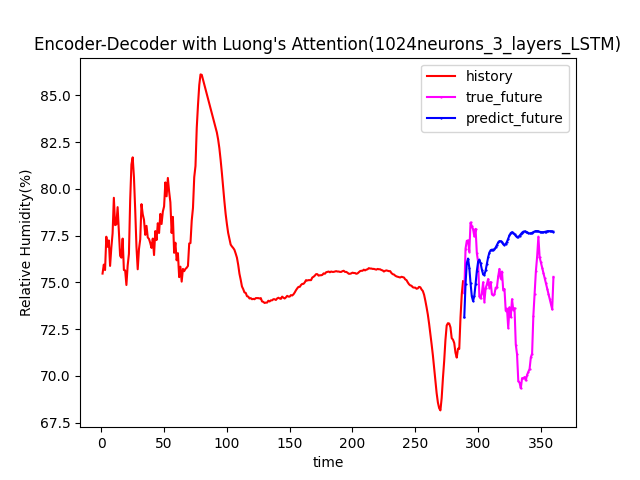 Encoder-Decoder with Luong's Attention(1024neurons_3_layers_LSTM)
history
true_future
predict_future
85.0
82.5
80.0
77.5
75.0
72.5
70.0
67.5
Relative Humidity(%)
0 50 100 150 200 250 300 350
time